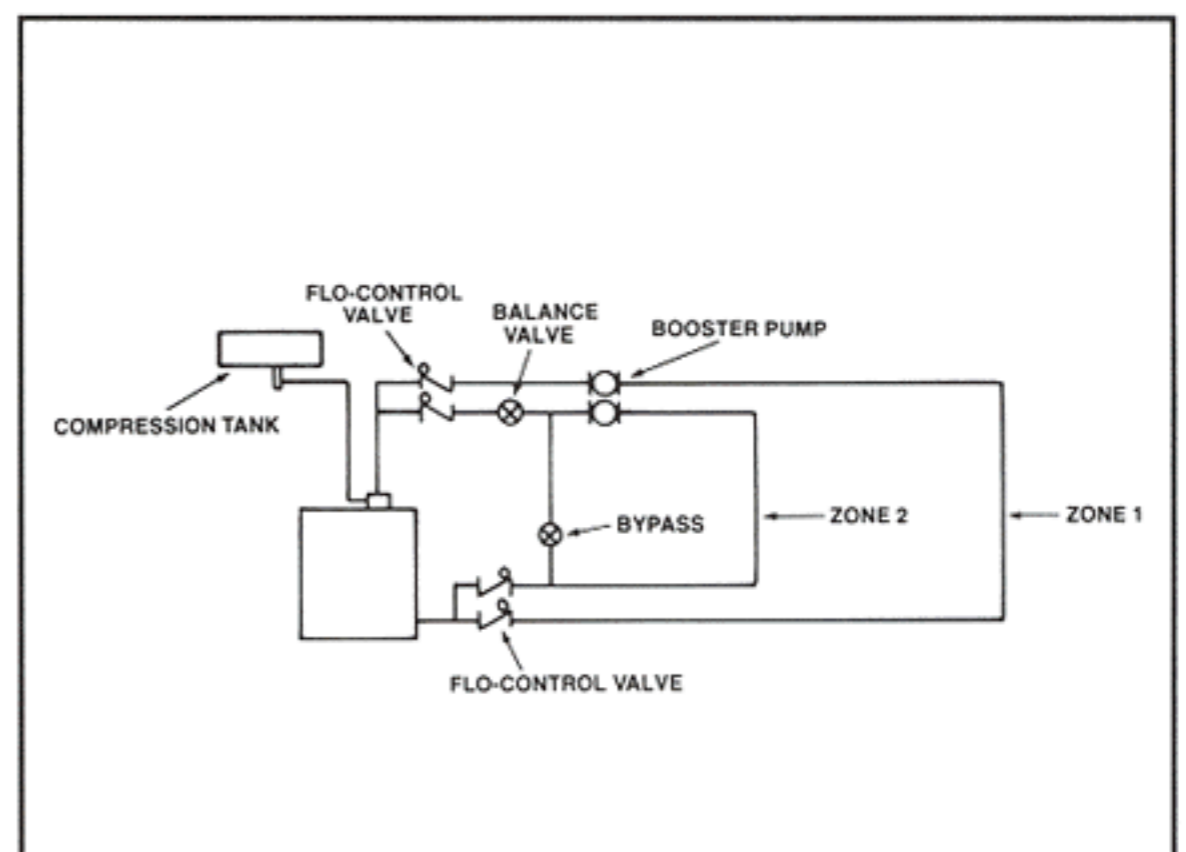 FLO-CONTROL
VALVE
BALANCE
VALVE
BOOSTER PUMP
COMPRESSION TANK
BYPASS
ZONE 2
ZONE 1
FLO-CONTROL VALVE